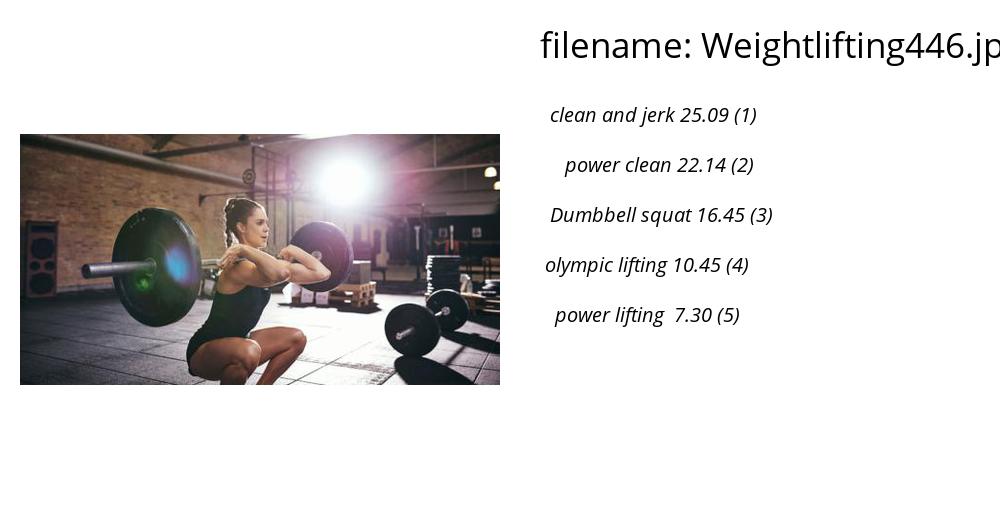 filename: Weightlifting446.jp
clean and jerk 25.09 (1)
power clean 22.14 (2)
Dumbbell squat 16.45 (3)
olympic lifting 10.45 (4)
power lifting  7.30 (5)